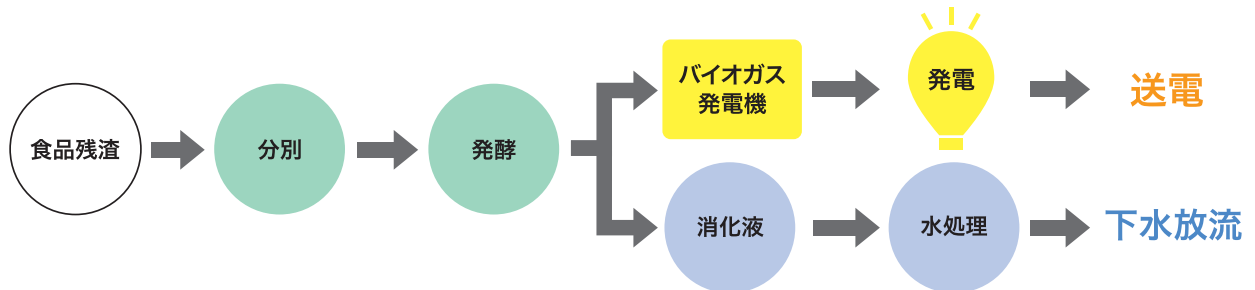 食品残渣
分別
発酵
バイオガス
発電機
発電
送電
消化液
水処理
下水放流